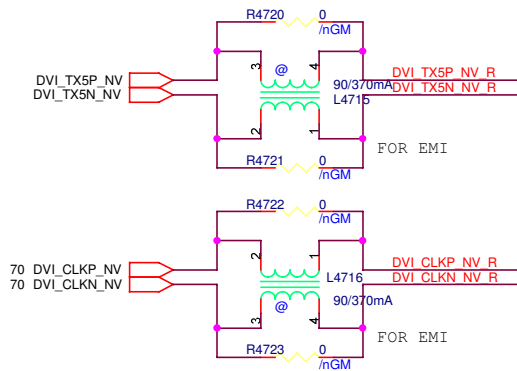 R4720 0
/nGM
3 4
@
DVI_TX5P_NV 90/370mA DVI_TX5P_NV_R
DVI_TX5N_NV L4715 DVI_TX5N_NV_R
2 1
FOR EMI
R4721 0
/nGM
R4722 0
/nGM
2 1
70 DVI_CLKP_NV L4716 DVI_CLKP_NV_R
70 DVI_CLKN_NV DVI_CLKN_NV_R
90/370mA
@
3 4
FOR EMI
R4723 0
/nGM